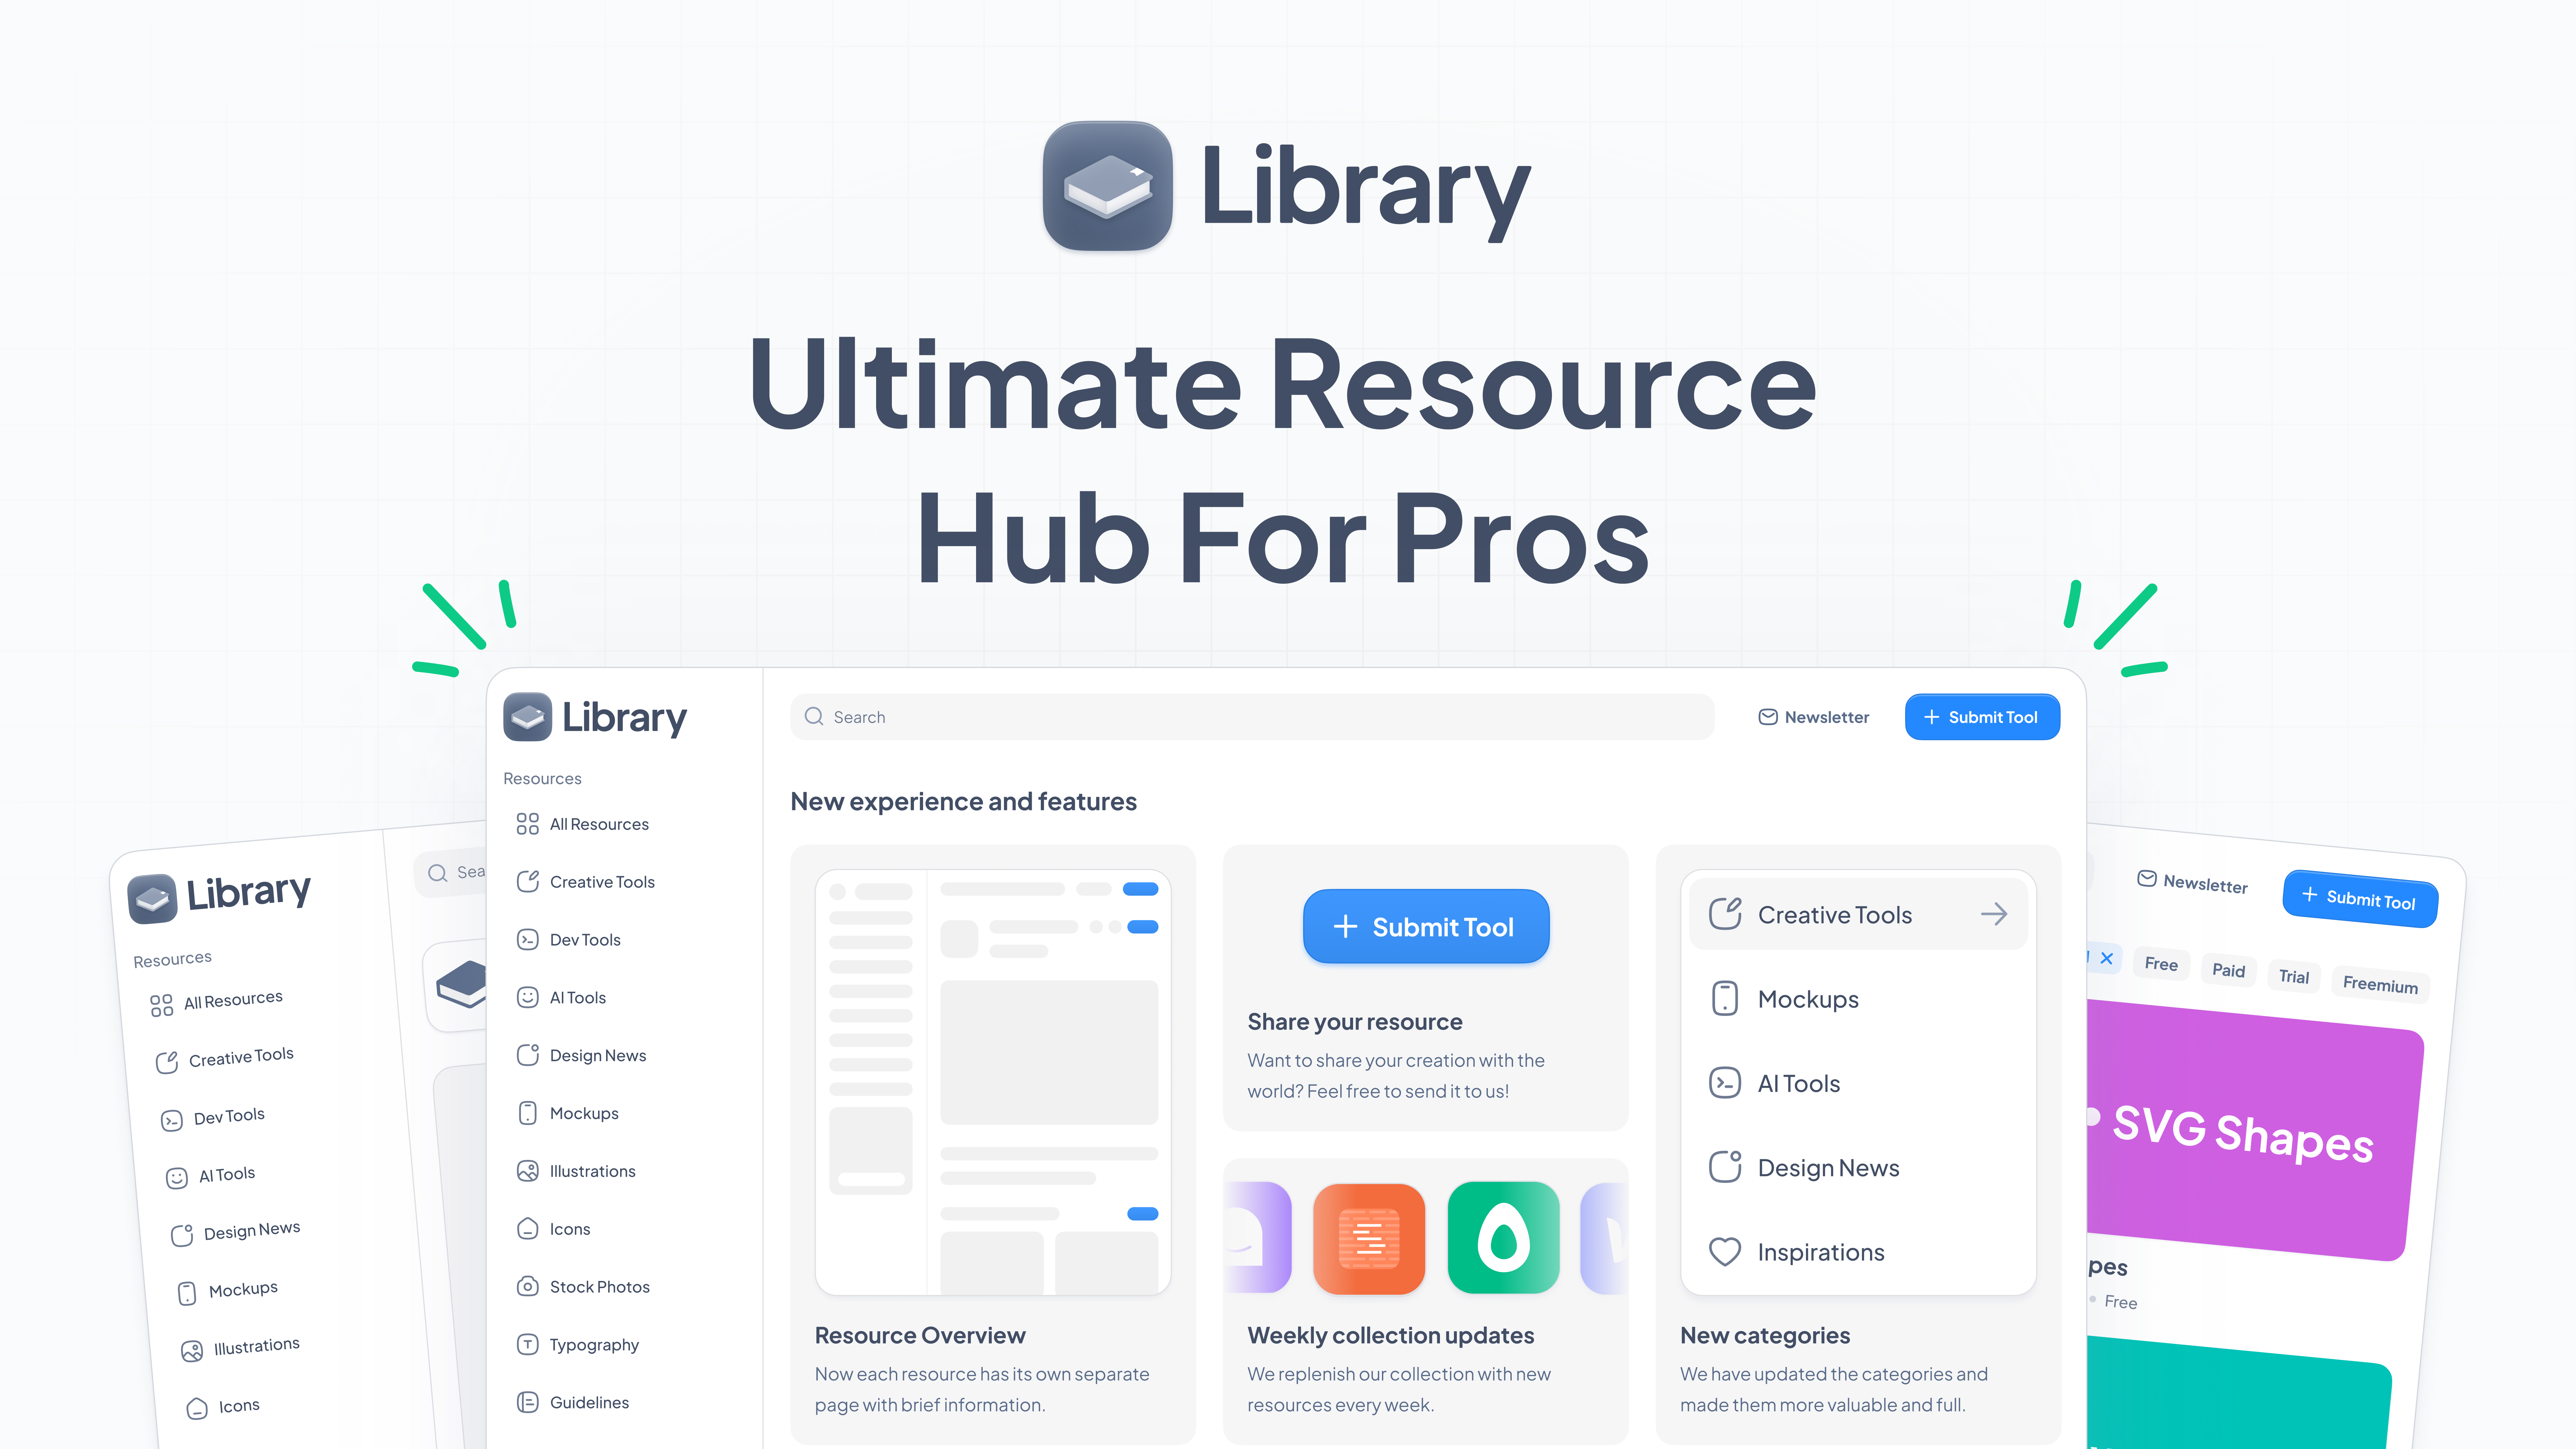 Library
Ultimate Resource
Hub For Pros
Library
Search
Newsletter
Submit Tool
Resources
All Resources
Creative Tools
Dev Tools
AI Tools
Design News
Mockups
Illustrations
Icons
Stock Photos
Typography
Guidelines
New experience and features
Resource Overview
Now each resource has its own separate
page with brief information.
Submit Tool
Share your resource
Want to share your creation with the
world? Feel free to send it to us!
Weekly collection updates
We replenish our collection with new
resources every week.
Creative Tools
Mockups
AI Tools
Design News
Inspirations
New categories
We have updated the categories and
made them more valuable and full.
Library
Sea
Resources
All Resources
Creative Tools
Dev Tools
AI Tools
Design News
Mockups
Illustrations
Icons
Newsletter
Submit Tool
Free
Paid
Trial
Freemium
SVG Shapes
pes
Free